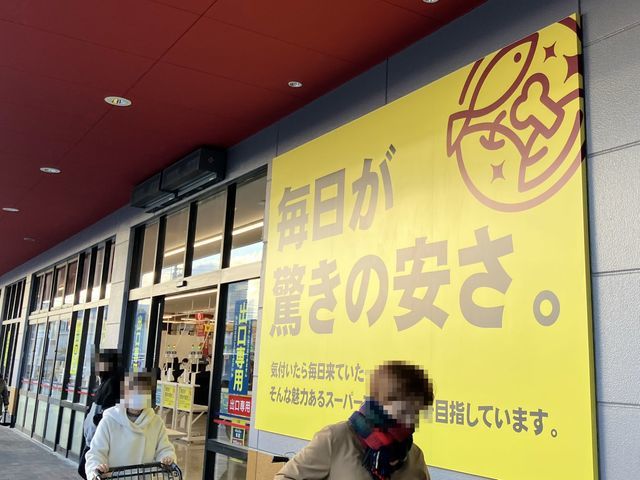 毎日が
驚きの安さ。
気付いたら毎日来ていた
そんな魅力あるスーパー
目指しています。
出口専用
出口専用